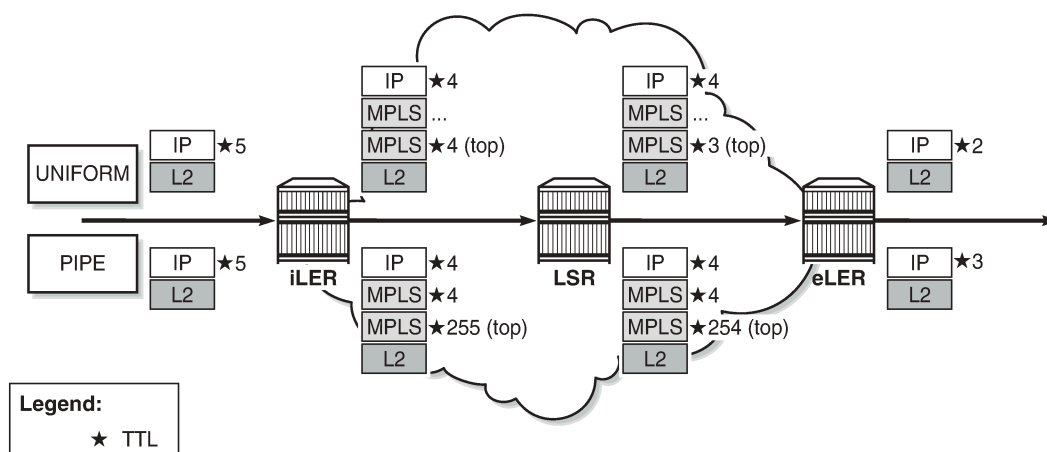 UNIFORM
IP ★5
L2
IP ★4
MPLS ...
MPLS ★4 (top)
L2
IP ★4
MPLS ...
MPLS ★3 (top)
L2
IP ★2
L2
iLER
LSR
eLER
PIPE
IP ★5
L2
IP ★4
MPLS ★4
MPLS ★255 (top)
L2
IP ★4
MPLS ★4
MPLS ★254 (top)
L2
IP ★3
L2
Legend:
★ TTL